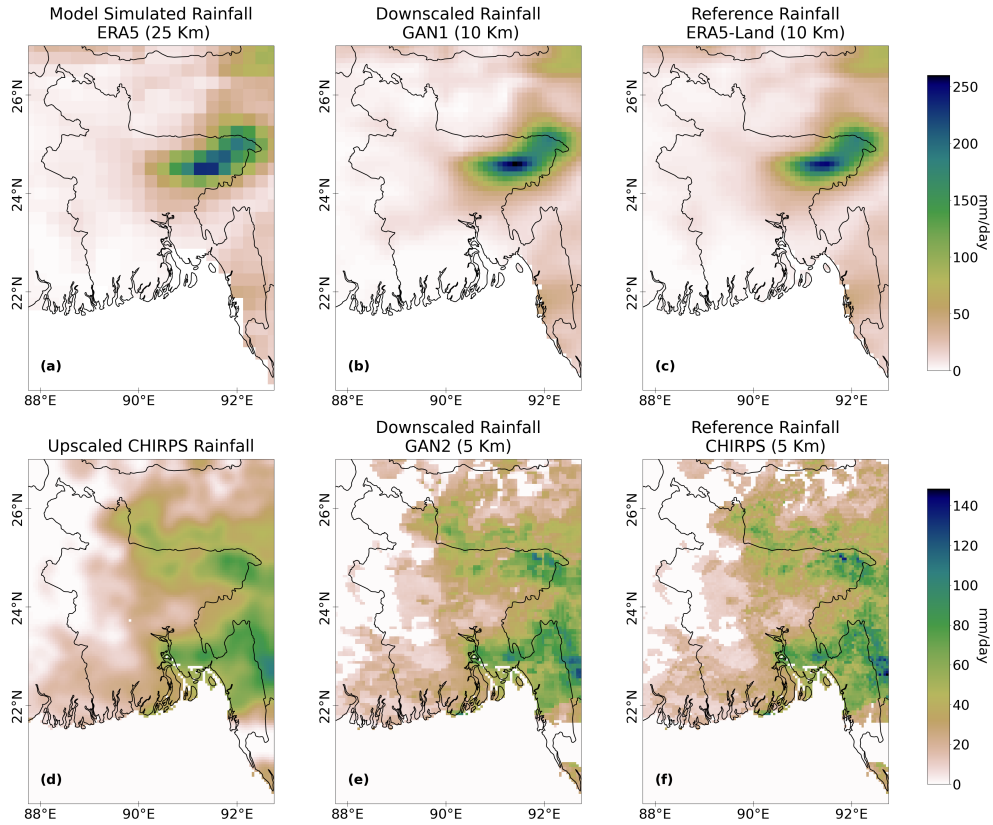 Model Simulated Rainfall
ERA5 (25 Km)
Downscaled Rainfall
GAN1 (10 Km)
Reference Rainfall
ERA5-Land (10 Km)
26°N
24°N
22°N
(a)
88°E
90°E
92°E
26°N
24°N
22°N
(b)
88°E
90°E
92°E
26°N
24°N
22°N
(c)
88°E
90°E
92°E
250
200
150
100
50
0
mm/day
Upscaled CHIRPS Rainfall
Downscaled Rainfall
GAN2 (5 Km)
Reference Rainfall
CHIRPS (5 Km)
26°N
24°N
22°N
(d)
88°E
90°E
92°E
26°N
24°N
22°N
(e)
88°E
90°E
92°E
26°N
24°N
22°N
(f)
88°E
90°E
92°E
140
120
100
80
60
40
20
0
mm/day